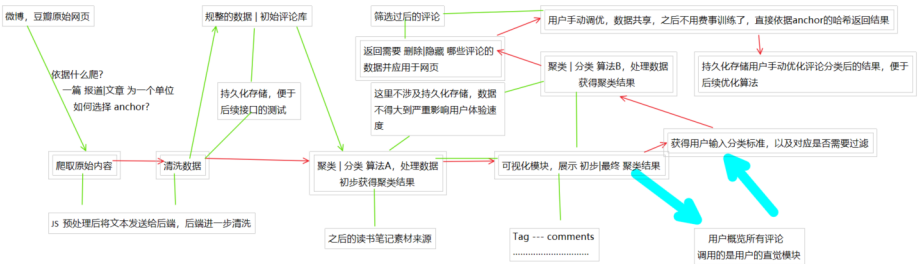 微博，豆瓣原始网页
规整的数据 | 初始评论库
筛选过后的评论
用户手动调优，数据共享，之后不用费事训练了，直接依据anchor的哈希返回结果
返回需要 删除|隐藏 哪些评论的
数据并应用于网页
聚类 | 分类 算法B，处理数据
获得聚类结果
持久化存储用户手动优化评论分类后的结果，便于
后续优化算法
依据什么爬？
一篇 报道|文章 为一个单位
如何选择 anchor？
持久化存储，便于
后续接口的测试
这里不涉及持久化存储，数据
不得大到严重影响用户体验速
度
获得用户输入分类标准，以及对应是否需要过滤
爬取原始内容
清洗数据
聚类 | 分类 算法A，处理数据
初步获得聚类结果
可视化模块，展示 初步|最终 聚类结果
JS 预处理后将文本发送给后端，后端进一步清洗
之后的读书笔记素材来源
Tag --- comments
..............................
用户概览所有评论
调用的是用户的直觉模块